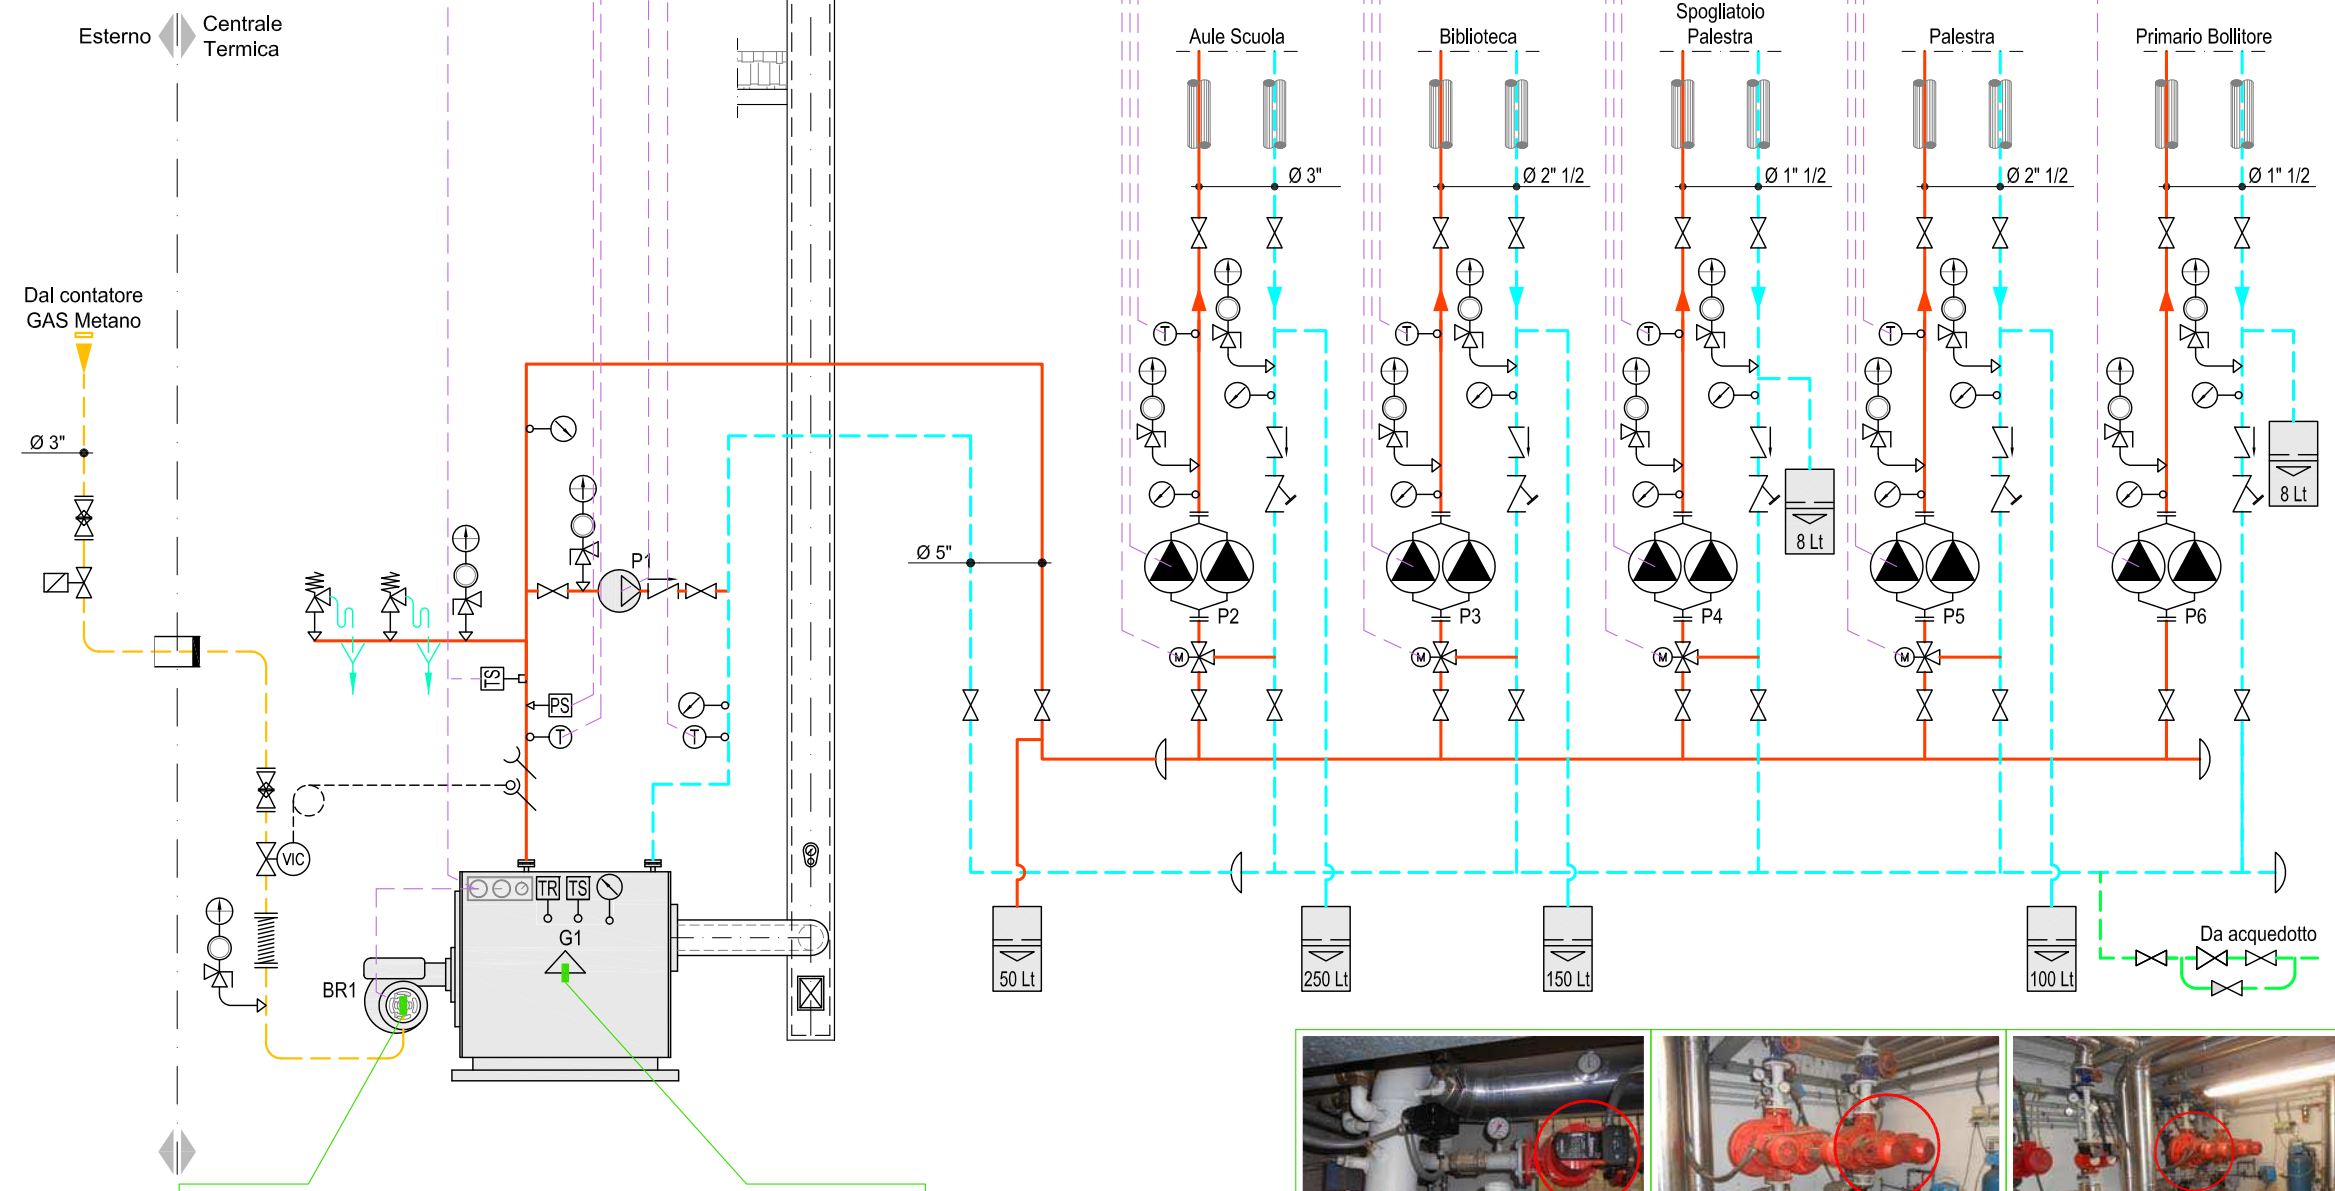 Esterno
Centrale
Termica
Aule Scuola
Biblioteca
Spogliatoio
Palestra
Palestra
Primario Bollitore
Ø 3"
Ø 2" 1/2
Ø 1" 1/2
Ø 2" 1/2
Ø 1" 1/2
Dal contatore
GAS Metano
T
T
T
T
Ø 3"
8 Lt
8 Lt
Ø 5"
P1
P2
P3
P4
P5
P6
M
M
M
M
TS
PS
T
T
VIC
TR
TS
G1
BR1
50 Lt
250 Lt
150 Lt
100 Lt
Da acquedotto